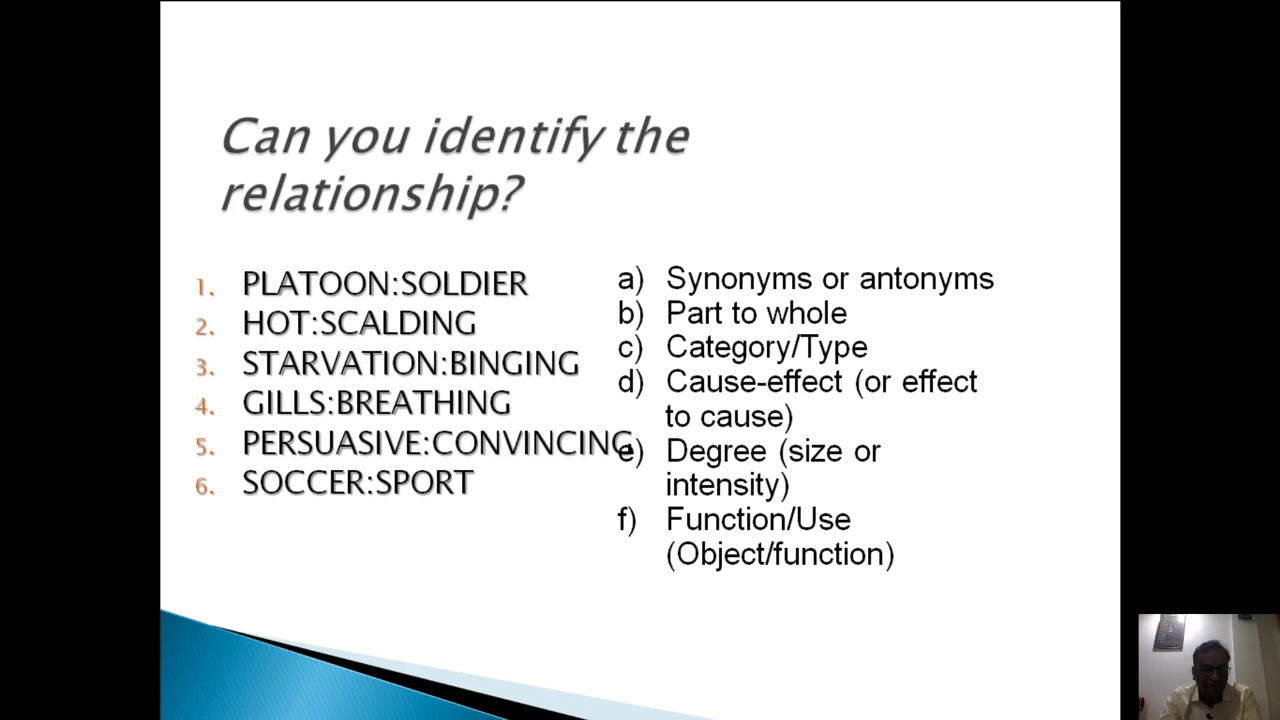 Can you identify the
relationship?
1. PLATOON:SOLDIER
2. HOT:SCALDING
3. STARVATION:BINGING
4. GILLS:BREATHING
5. PERSUASIVE:CONVINCING
6. SOCCER:SPORT
a) Synonyms or antonyms
b) Part to whole
c) Category/Type
d) Cause-effect (or effect
to cause)
e) Degree (size or
intensity)
f) Function/Use
(Object/function)